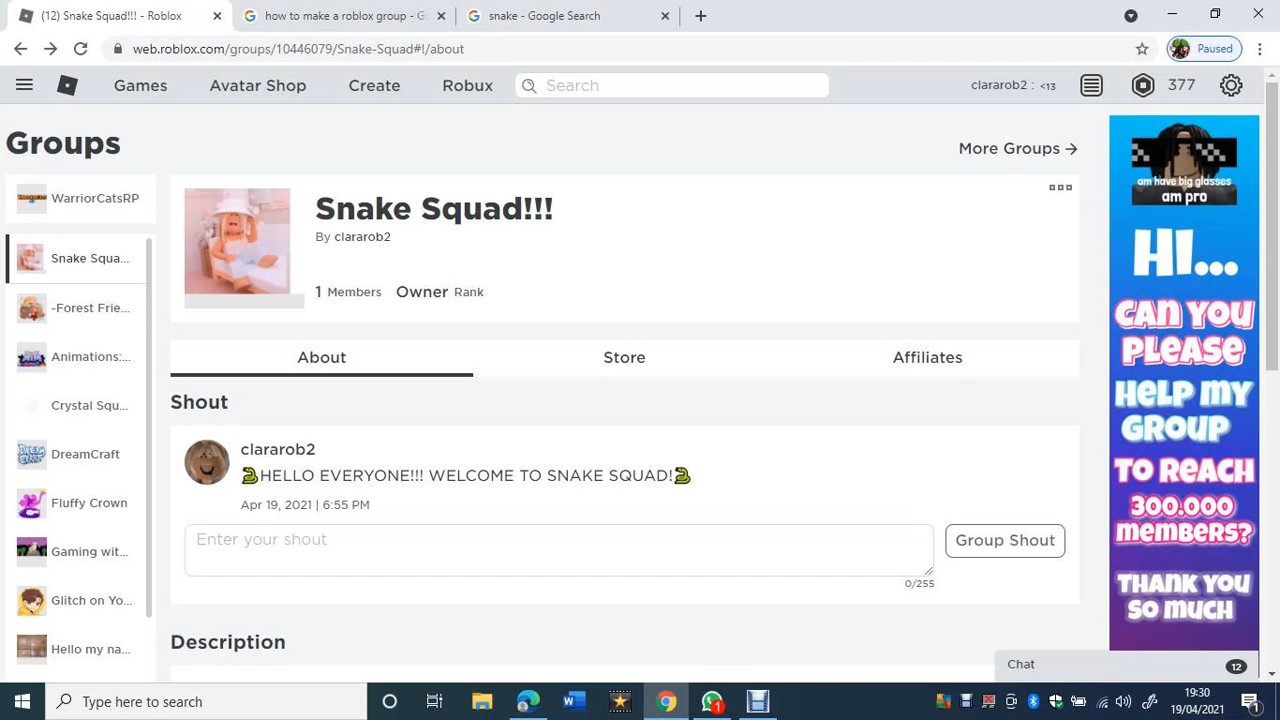 (12) Snake Squad!!! - Roblox
how to make a roblox group - Go
snake - Google Search
web.roblox.com/groups/10446079/Snake-Squad#!/about
Paused
Games
Avatar Shop
Create
Robux
Search
clararob2 : <13
377
Groups
More Groups →
WarriorCatsRP
Snake Squa...
-Forest Frie...
Animations:...
Crystal Squ...
DreamCraft
Fluffy Crown
Gaming wit...
Glitch on Yo...
Hello my na...
Snake Squad!!!
By clararob2
1 Members
Owner Rank
About
Store
Affiliates
Shout
clararob2
🐍HELLO EVERYONE!!! WELCOME TO SNAKE SQUAD!🐍
Apr 19, 2021 | 6:55 PM
Enter your shout
Group Shout
0/255
Description
am have big glasses
am pro
HI...
CAN YOU
PLEASE
HELP MY
GROUP
TO REACH
300.000
MEMBERS?
THANK YOU
SO MUCH
Chat
12
Type here to search
1
19:30
19/04/2021
1